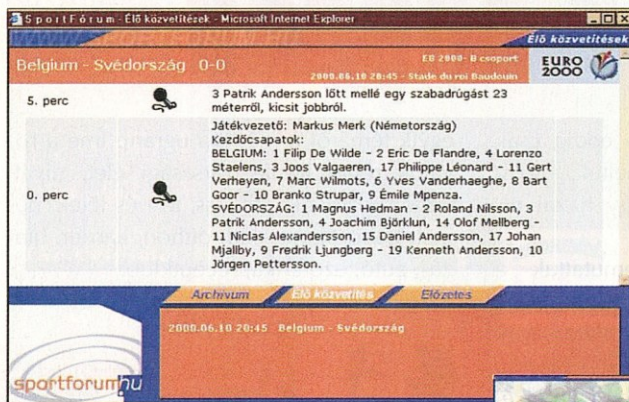 SportFórum - Élő közvetítések - Microsoft Internet Explorer
WWW.SPORTFORUM.HU
Élő közvetítések
Belgium - Svédország 0-0
EB 2000- B csoport
2000.06.10 20:45 - Stade du roi Baudouin
EURO
2000
5. perc
3 Patrik Andersson lőtt mellé egy szabadrúgást 23
méterről, kicsit jobbról.
0. perc
Játékvezető: Markus Merk (Németország)
Kezdőcsapatok:
BELGIUM: 1 Filip De Wilde - 2 Eric De Flandre, 4 Lorenzo
Staelens, 3 Joos Valgaeren, 17 Philippe Léonard - 11 Gert
Verheyen, 7 Marc Wilmots, 6 Yves Vanderhaeghe, 8 Bart
Goor - 10 Branko Strupar, 9 Émile Mpenza.
SVÉDORSZÁG: 1 Magnus Hedman - 2 Roland Nilsson, 3
Patrik Andersson, 4 Joachim Björklun, 14 Olof Mellberg -
11 Niclas Alexandersson, 15 Daniel Andersson, 17 Johan
Mjallby, 9 Fredrik Ljungberg - 19 Kenneth Andersson, 10
Jörgen Pettersson.
Archívum
Élő közvetítés
Előzetes
2000.06.10 20:45 Belgium - Svédország
sportforum.hu